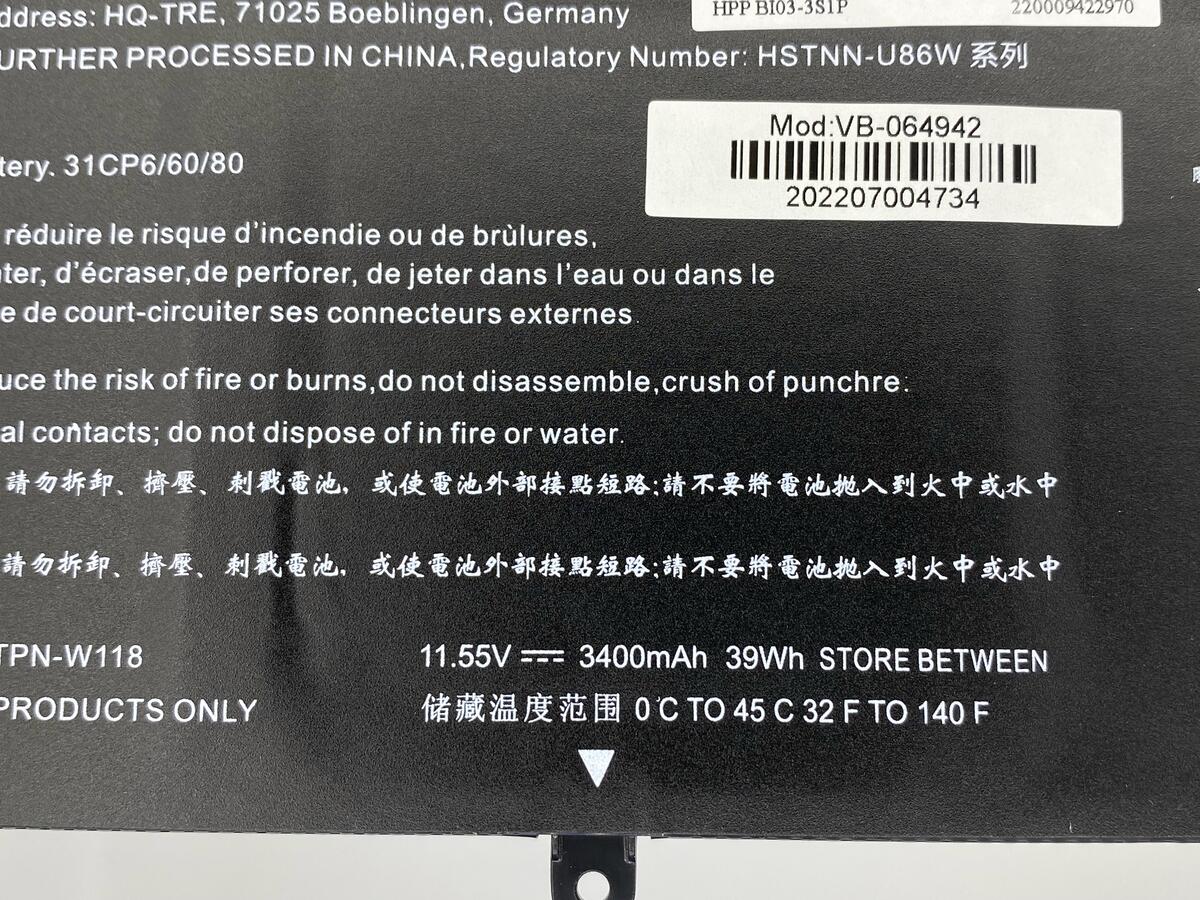 ddress: HQ-TRE, 71025 Boeblingen, Germany
HPP BI03-3S1P 220009422970
URTHER PROCESSED IN CHINA,Regulatory Number: HSTNN-U86W 系列
Mod:VB-064942
202207004734
tery. 31CP6/60/80
réduire le risque d'incendie ou de brùlures,
ter, d'écraser,de perforer, de jeter dans l'eau ou dans le
e de court-circuiter ses connecteurs externes.
uce the risk of fire or burns,do not disassemble,crush of punchre:
al contacts; do not dispose of in fire or water.
請勿拆卸、擠壓、刺戳電池，或使電池外部接點短路;請不要將電池拋入到火中或水中
請勿拆卸、擠壓、刺戳電池，或使電池外部接點短路;請不要將電池拋入到火中或水中
TPN-W118
11.55V ⎓ 3400mAh 39Wh STORE BETWEEN
PRODUCTS ONLY
储藏温度范围 0℃ TO 45 C 32 F TO 140 F